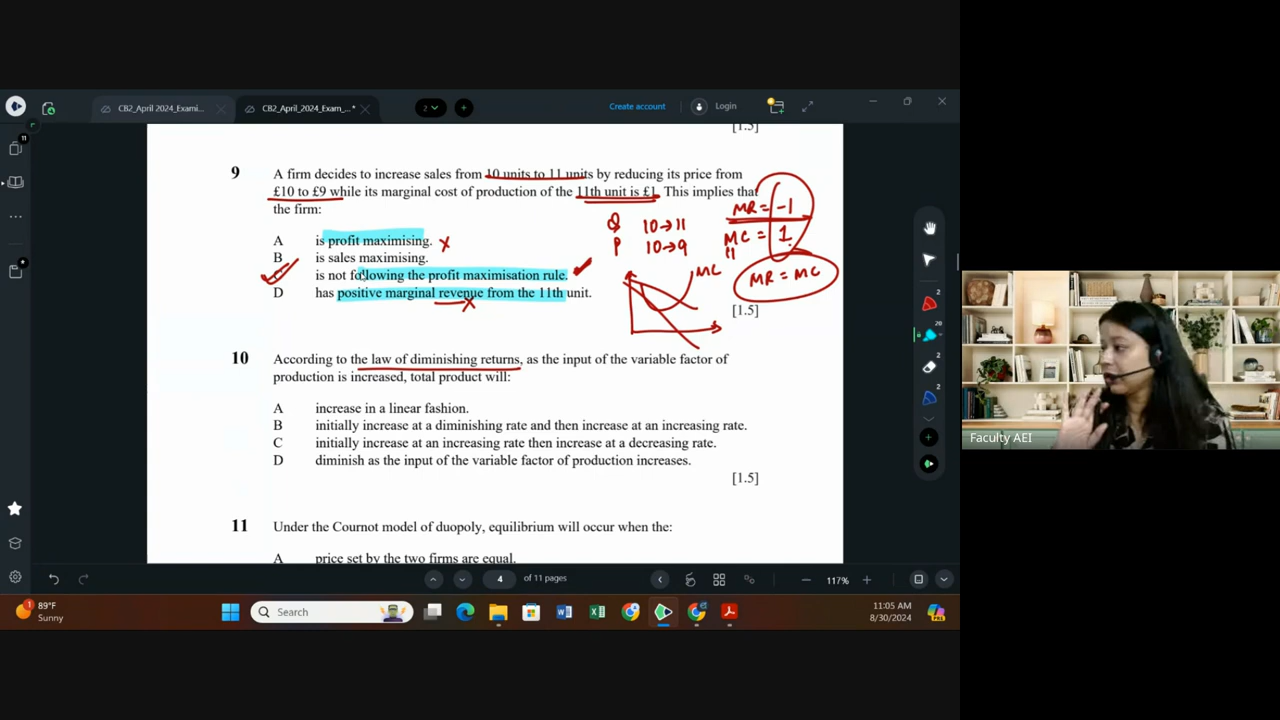 CB2_April 2024_Exami...
CB2_April_2024_Exam_...*
2
Create account
Login
[1.5]
9
A firm decides to increase sales from 10 units to 11 units by reducing its price from
£10 to £9 while its marginal cost of production of the 11th unit is £1. This implies that
the firm:
A is profit maximising.
B is sales maximising.
C is not following the profit maximisation rule.
D has positive marginal revenue from the 11th unit.
[1.5]
Q 10→11
P 10→9
MR = -1
MC = 1
11
MR = MC
MC
10
According to the law of diminishing returns, as the input of the variable factor of
production is increased, total product will:
A increase in a linear fashion.
B initially increase at a diminishing rate and then increase at an increasing rate.
C initially increase at an increasing rate then increase at a decreasing rate.
D diminish as the input of the variable factor of production increases.
[1.5]
11
Under the Cournot model of duopoly, equilibrium will occur when the:
A price set by the two firms are equal.
11
2
20
2
2
Faculty AEI
4 of 11 pages
117%
89°F
Sunny
Search
11:05 AM
8/30/2024